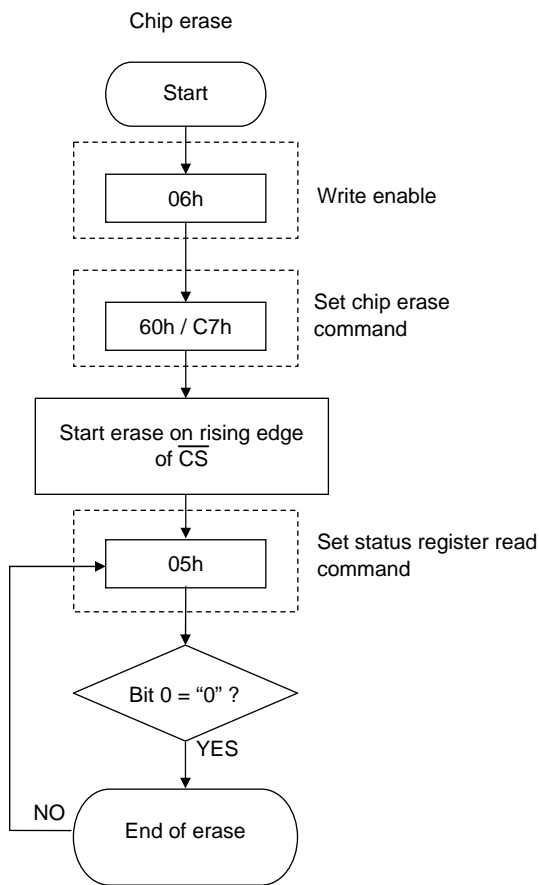 Chip erase
Start
06h
Write enable
60h / C7h
Set chip erase
command
Start erase on rising edge
of C̅S̅
05h
Set status register read
command
Bit 0 = “0” ?
YES
NO
End of erase